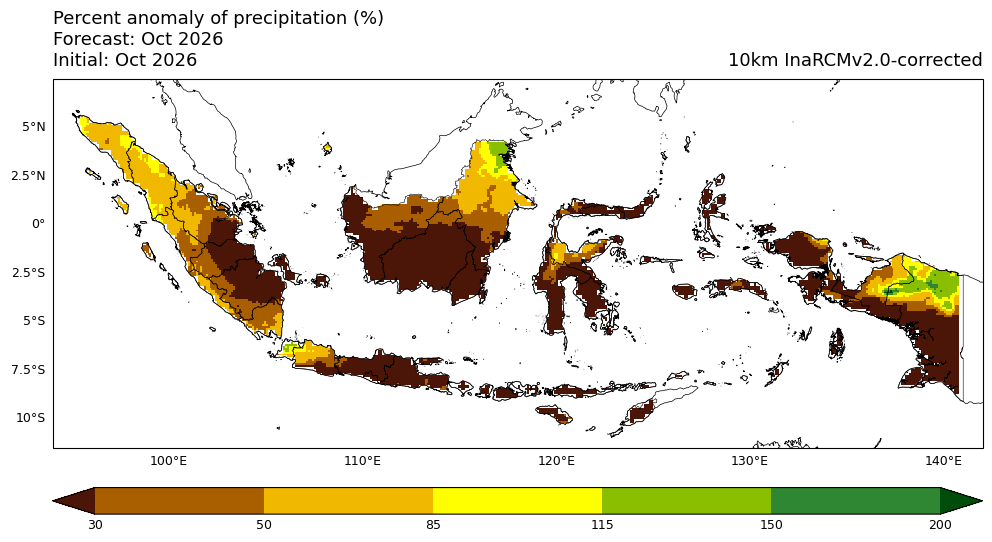 Percent anomaly of precipitation (%)
Forecast: Oct 2026
Initial: Oct 2026
10km InaRCMv2.0-corrected
5°N
2.5°N
0°
2.5°S
5°S
7.5°S
10°S
100°E 110°E 120°E 130°E 140°E
30 50 85 115 150 200